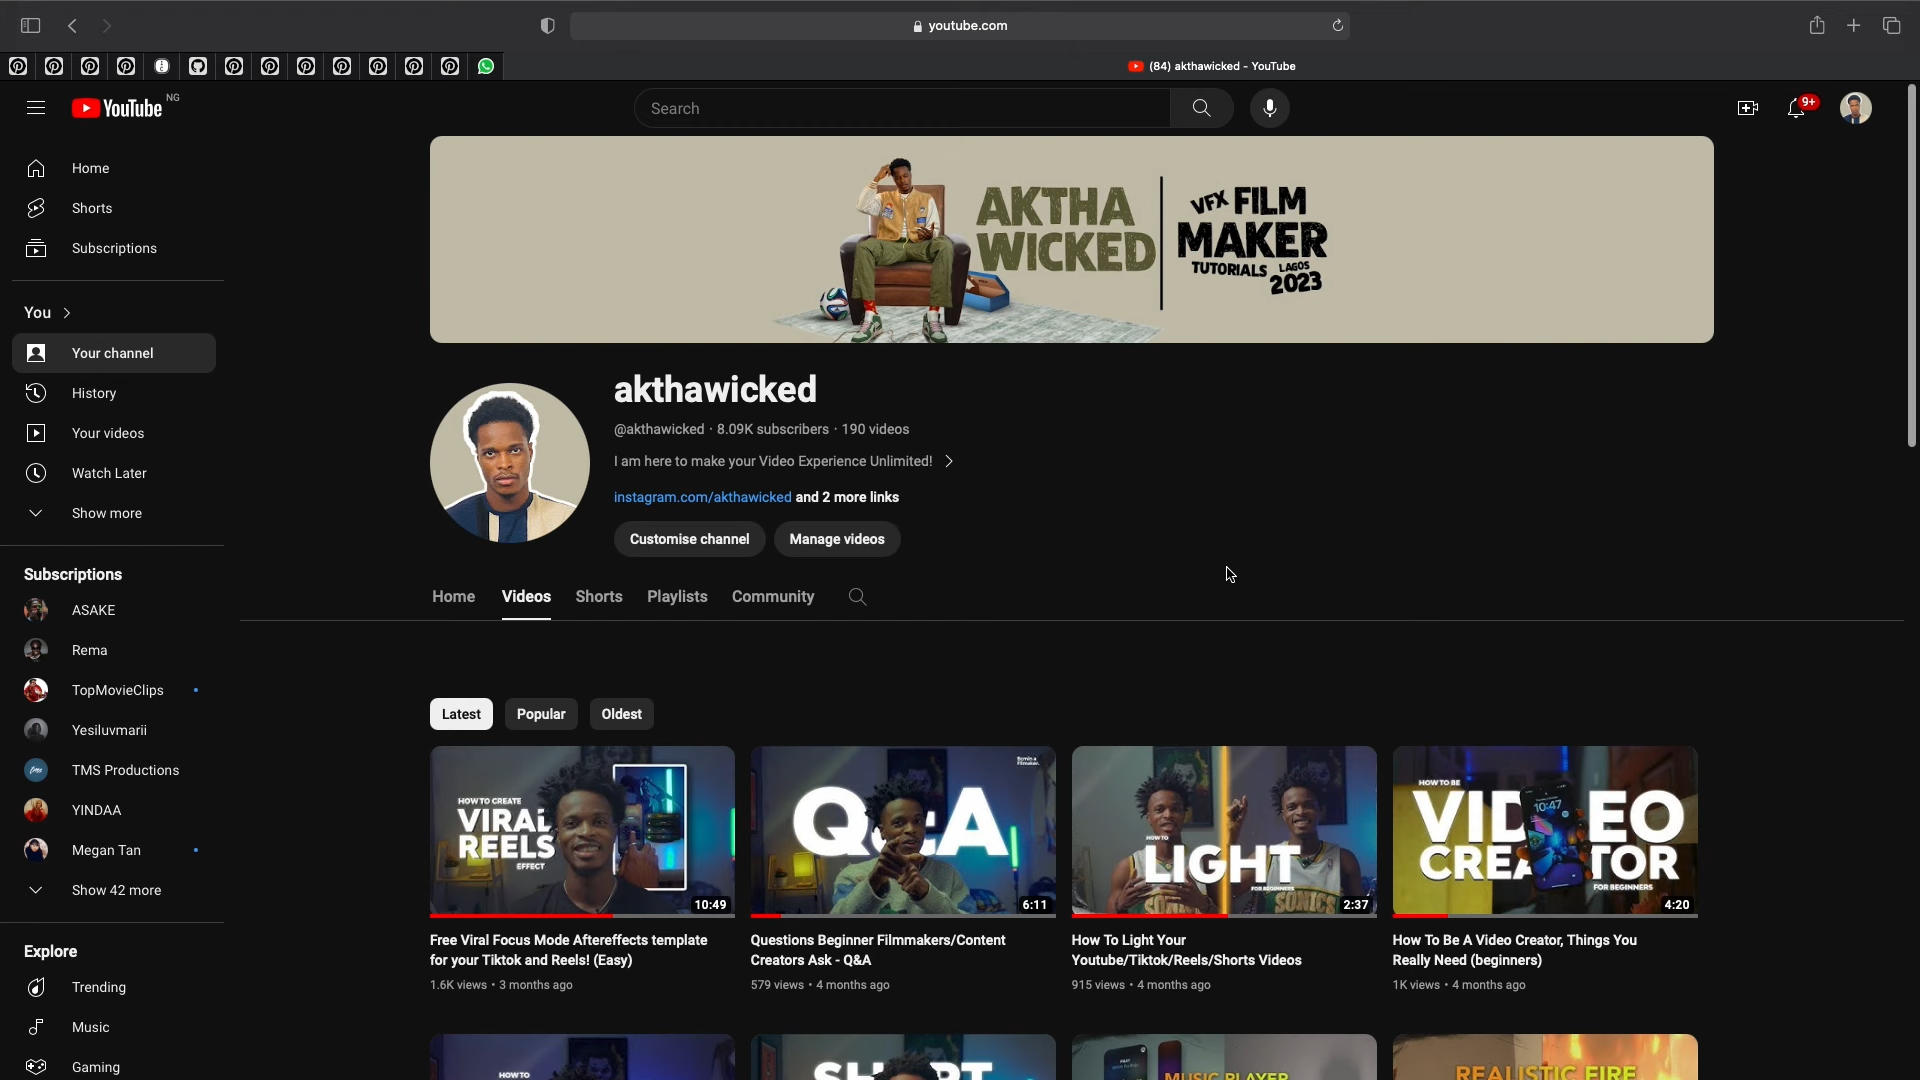 youtube.com
(84) akthawicked - YouTube
YouTube NG
Search
9+
Home
Shorts
Subscriptions
You
Your channel
History
Your videos
Watch Later
Show more
Subscriptions
ASAKE
Rema
TopMovieClips
Yesiluvmarii
TMS Productions
YINDAA
Megan Tan
Show 42 more
Explore
Trending
Music
Gaming
AKTHA
WICKED
VFX FILM
MAKER
TUTORIALS LAGOS
2023
akthawicked
@akthawicked · 8.09K subscribers · 190 videos
I am here to make your Video Experience Unlimited!
instagram.com/akthawicked and 2 more links
Customise channel
Manage videos
Home
Videos
Shorts
Playlists
Community
Latest
Popular
Oldest
HOW TO CREATE
VIRAL
REELS
EFFECT
10:49
Free Viral Focus Mode Aftereffects template
for your Tiktok and Reels! (Easy)
1.6K views • 3 months ago
Q&A
6:11
Questions Beginner Filmmakers/Content
Creators Ask - Q&A
579 views • 4 months ago
HOW TO
LIGHT
FOR BEGINNERS
SONICS
2:37
How To Light Your
Youtube/Tiktok/Reels/Shorts Videos
915 views • 4 months ago
HOW TO BE
VIDEO
CREATOR
FOR BEGINNERS
10:47
4:20
How To Be A Video Creator, Things You
Really Need (beginners)
1K views • 4 months ago
HOW TO
SHORT
MUSIC PLAYER
REALISTIC FIRE